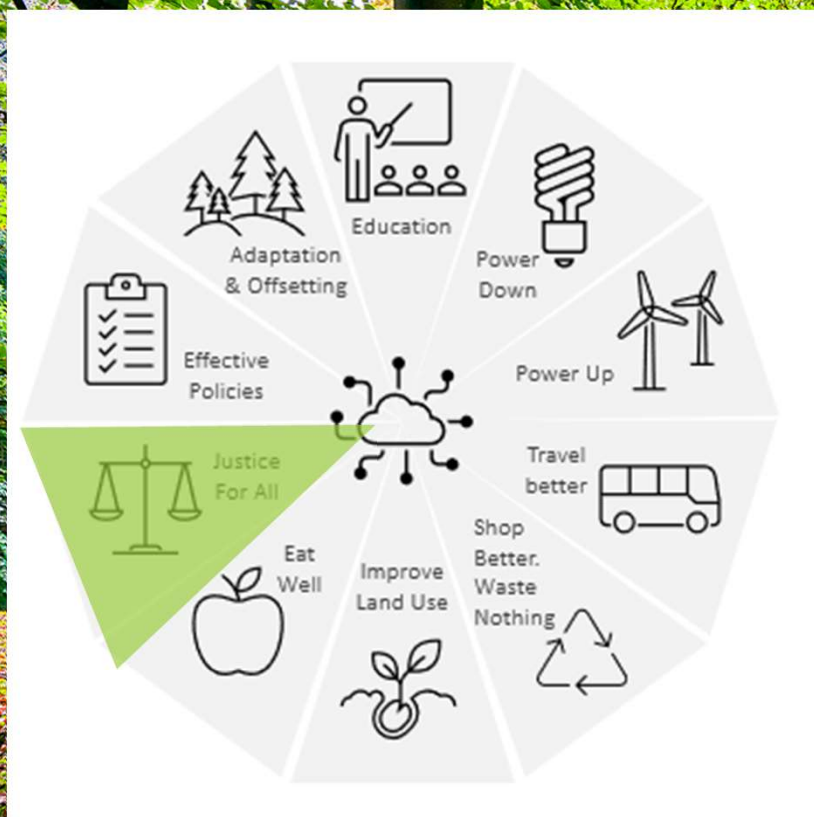 Education
Adaptation
& Offsetting
Power
Down
Effective
Policies
Power Up
Justice
For All
Travel
better
Eat
Well
Improve
Land Use
Shop
Better.
Waste
Nothing